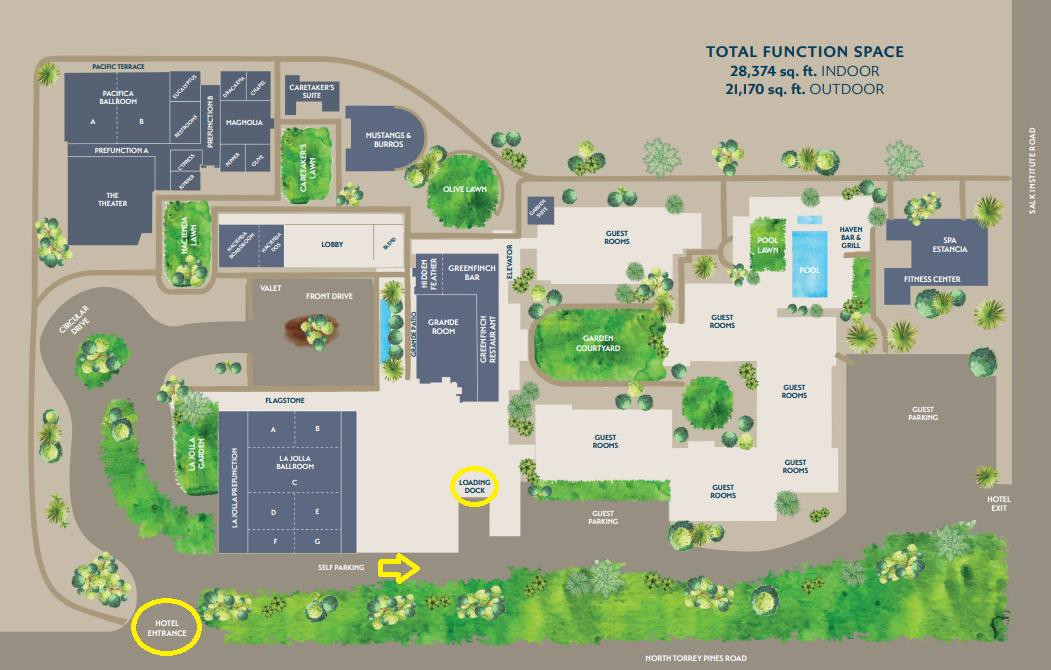 TOTAL FUNCTION SPACE
28,374 sq. ft. INDOOR
21,170 sq. ft. OUTDOOR
PACIFIC TERRACE
PACIFICA
BALLROOM
A
B
EUCALYPTUS
RESTROOMS
PREFUNCTION B
DRACAENA
CHAPEL
MAGNOLIA
PEPPER
OLIVE
PREFUNCTION A
CYPRESS
JUNIPER
THE
THEATER
CARETAKER'S
SUITE
CARETAKER'S
LAWN
MUSTANGS &
BURROS
OLIVE LAWN
HACIENDA
LAWN
HACIENDA
BOARDROOM
HACIENDA
DOS
LOBBY
BLEND
GARDEN
SUITE
GUEST
ROOMS
ELEVATOR
POOL
LAWN
POOL
HAVEN
BAR &
GRILL
SPA
ESTANCIA
FITNESS CENTER
SALK INSTITUTE ROAD
VALET
FRONT DRIVE
CIRCULAR
DRIVE
HIDDEN
FEATHER
GREENFINCH
BAR
GRANDE PATIO
GRANDE
ROOM
GREENFINCH
RESTAURANT
GARDEN
COURTYARD
GUEST
ROOMS
GUEST
ROOMS
GUEST
PARKING
FLAGSTONE
LA JOLLA
GARDEN
LA JOLLA PREFUNCTION
A
B
LA JOLLA
BALLROOM
C
D
E
F
G
GUEST
ROOMS
GUEST
ROOMS
GUEST
ROOMS
LOADING
DOCK
GUEST
PARKING
HOTEL
EXIT
SELF PARKING
HOTEL
ENTRANCE
NORTH TORREY PINES ROAD